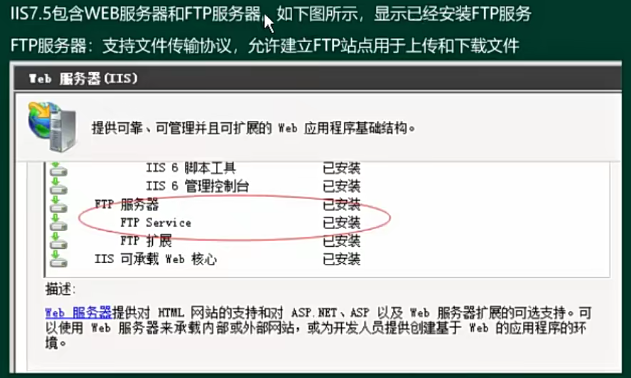 IIS7.5包含WEB服务器和FTP服务器，如下图所示，显示已经安装FTP服务
FTP服务器：支持文件传输协议，允许建立FTP站点用于上传和下载文件
Web 服务器(IIS)
提供可靠、可管理并且可扩展的 Web 应用程序基础结构。
IIS 6 脚本工具 已安装
IIS 6 管理控制台 已安装
FTP 服务器 已安装
FTP Service 已安装
FTP 扩展 已安装
IIS 可承载 Web 核心 已安装
描述:
Web 服务器提供对 HTML 网站的支持和对 ASP.NET、ASP 以及 Web 服务器扩展的可选支持。可
以使用 Web 服务器来承载内部或外部网站，或为开发人员提供创建基于 Web 的应用程序的环
境。